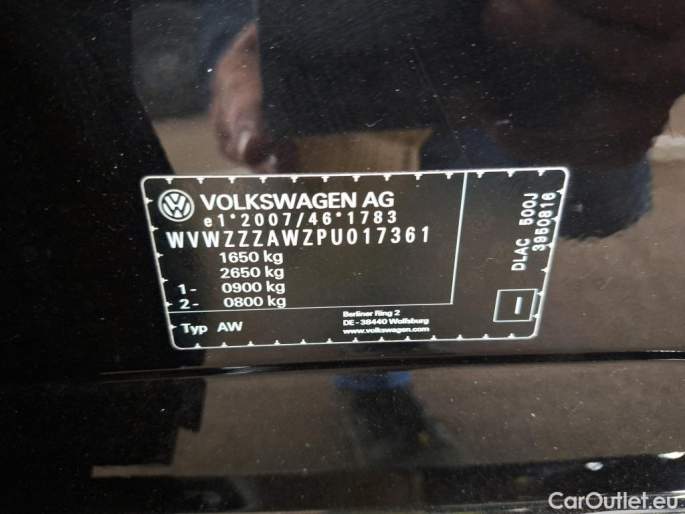 VOLKSWAGEN AG
e1*2007/46*1783
WVWZZZAWZPU017361
1650 kg
2650 kg
1- 0900 kg
2- 0800 kg
Typ AW
Berliner Ring 2
DE-38440 Wolfsburg
www.volkswagen.com
DLAC 500J
3950816
CarOutlet.eu